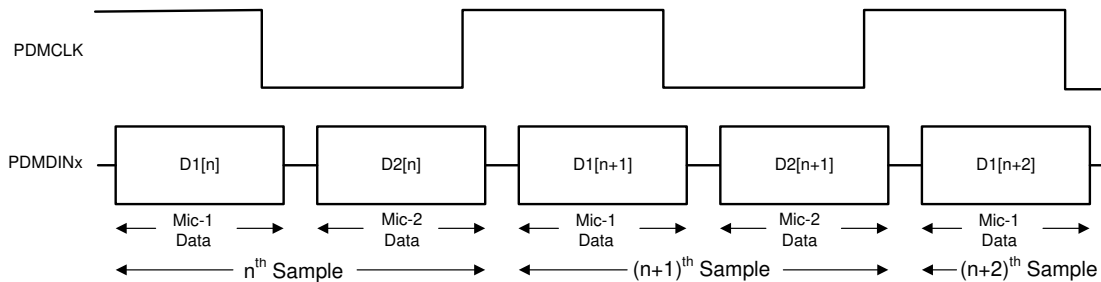 PDMCLK
PDMDINx
D1[n]
D2[n]
D1[n+1]
D2[n+1]
D1[n+2]
Mic-1
Data
Mic-2
Data
Mic-1
Data
Mic-2
Data
Mic-1
Data
nth Sample
(n+1)th Sample
(n+2)th Sample